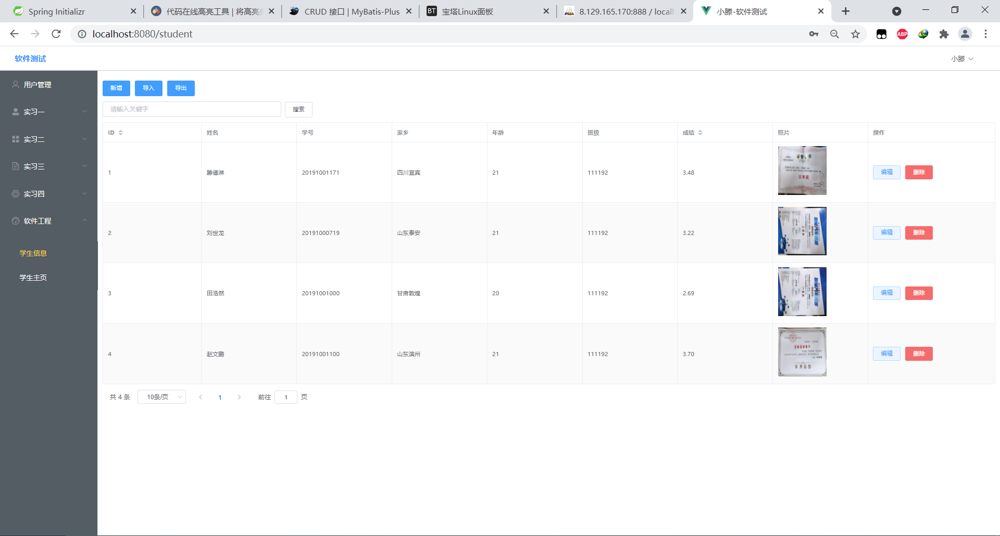 Spring Initializr
代码在线高亮工具 | 将高亮
CRUD 接口 | MyBatis-Plus
BT 宝塔Linux面板
8.129.165.170:888 / local
小滕-软件测试
localhost:8080/student
ABP
软件测试
小滕
用户管理
实习一
实习二
实习三
实习四
软件工程
学生信息
学生主页
新增 导入 导出
请输入关键字 搜索
ID 姓名 学号 家乡 年龄 班级 成绩 照片 操作
1 滕德淋 20191001171 四川宜宾 21 111192 3.48 编辑 删除
荣誉证书
三等奖
2 刘世龙 20191000719 山东泰安 21 111192 3.22 编辑 删除
3 田浩然 20191001000 甘肃敦煌 20 111192 2.69 编辑 删除
4 赵文鹏 20191001100 山东滨州 21 111192 3.70 编辑 删除
共 4 条 10条/页 1 前往 1 页